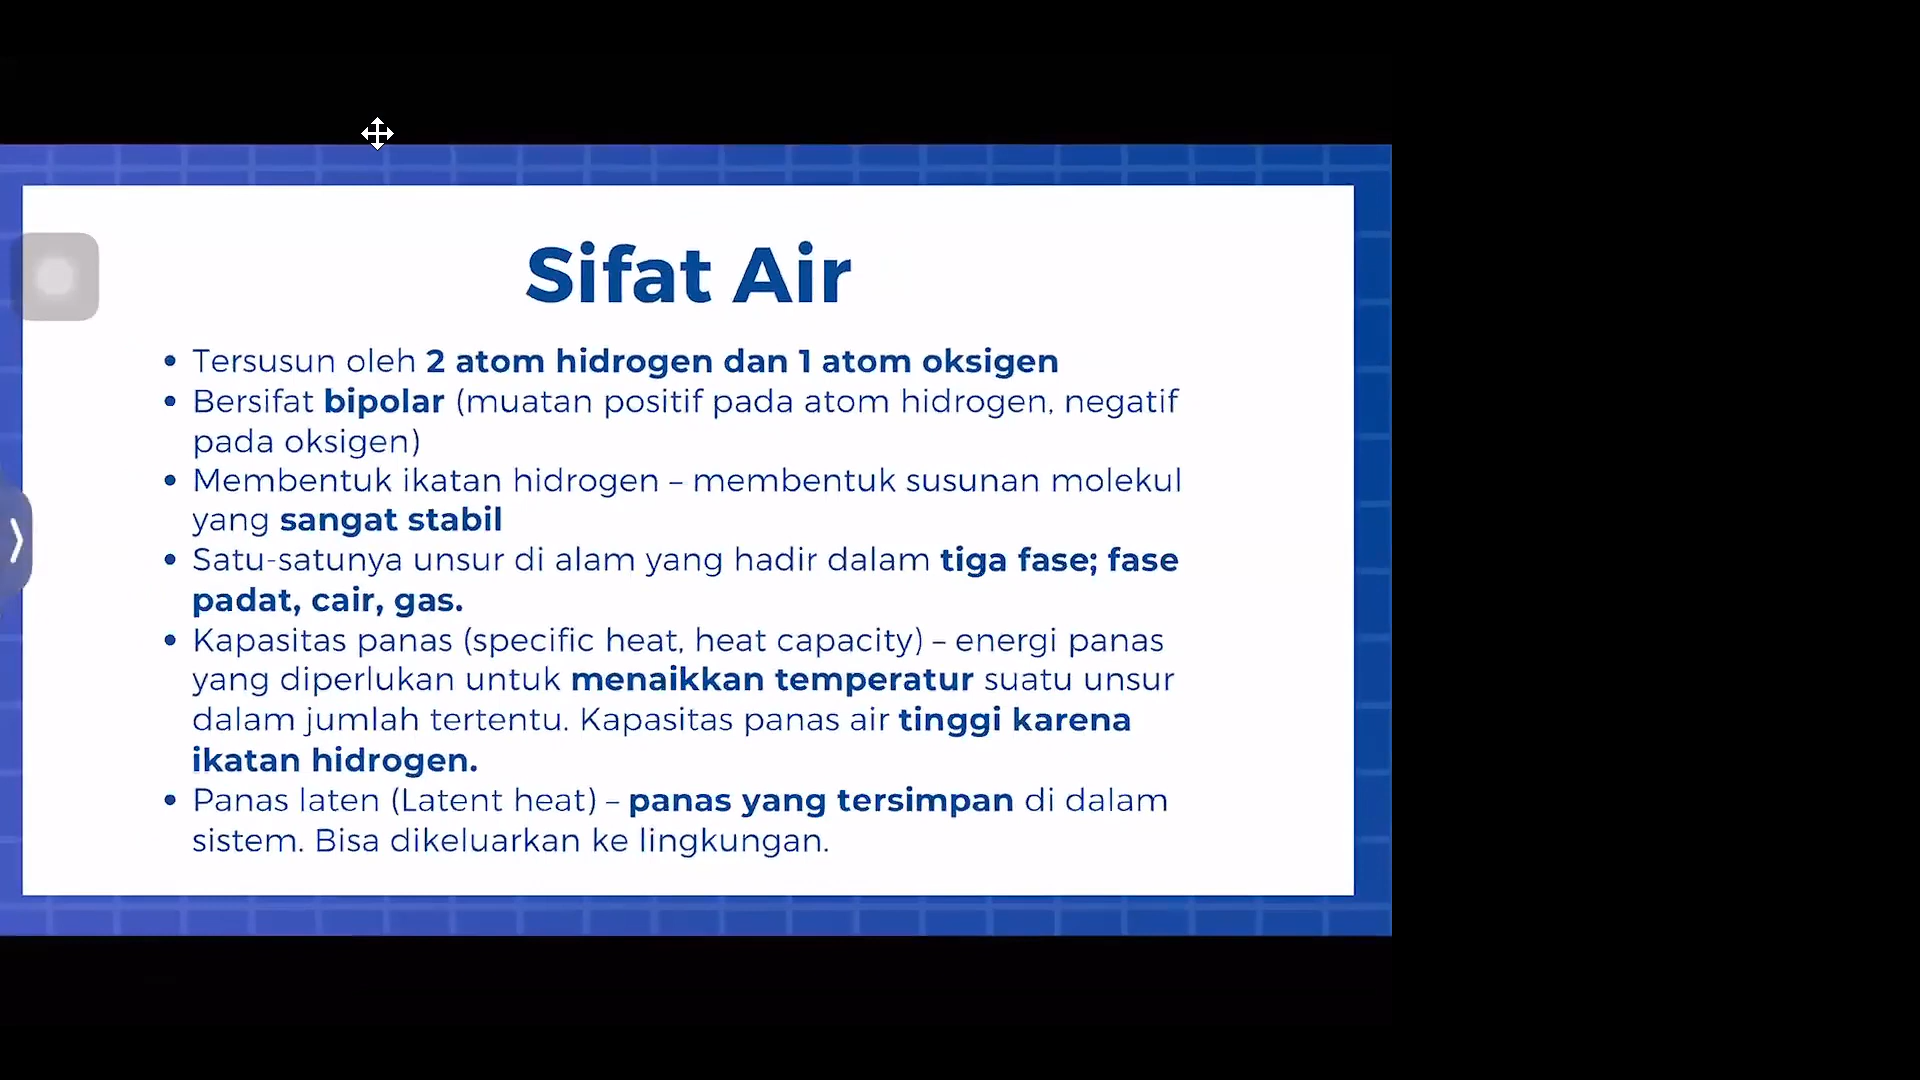 Sifat Air
• Tersusun oleh 2 atom hidrogen dan 1 atom oksigen
• Bersifat bipolar (muatan positif pada atom hidrogen, negatif
pada oksigen)
• Membentuk ikatan hidrogen – membentuk susunan molekul
yang sangat stabil
• Satu-satunya unsur di alam yang hadir dalam tiga fase; fase
padat, cair, gas.
• Kapasitas panas (specific heat, heat capacity) – energi panas
yang diperlukan untuk menaikkan temperatur suatu unsur
dalam jumlah tertentu. Kapasitas panas air tinggi karena
ikatan hidrogen.
• Panas laten (Latent heat) – panas yang tersimpan di dalam
sistem. Bisa dikeluarkan ke lingkungan.